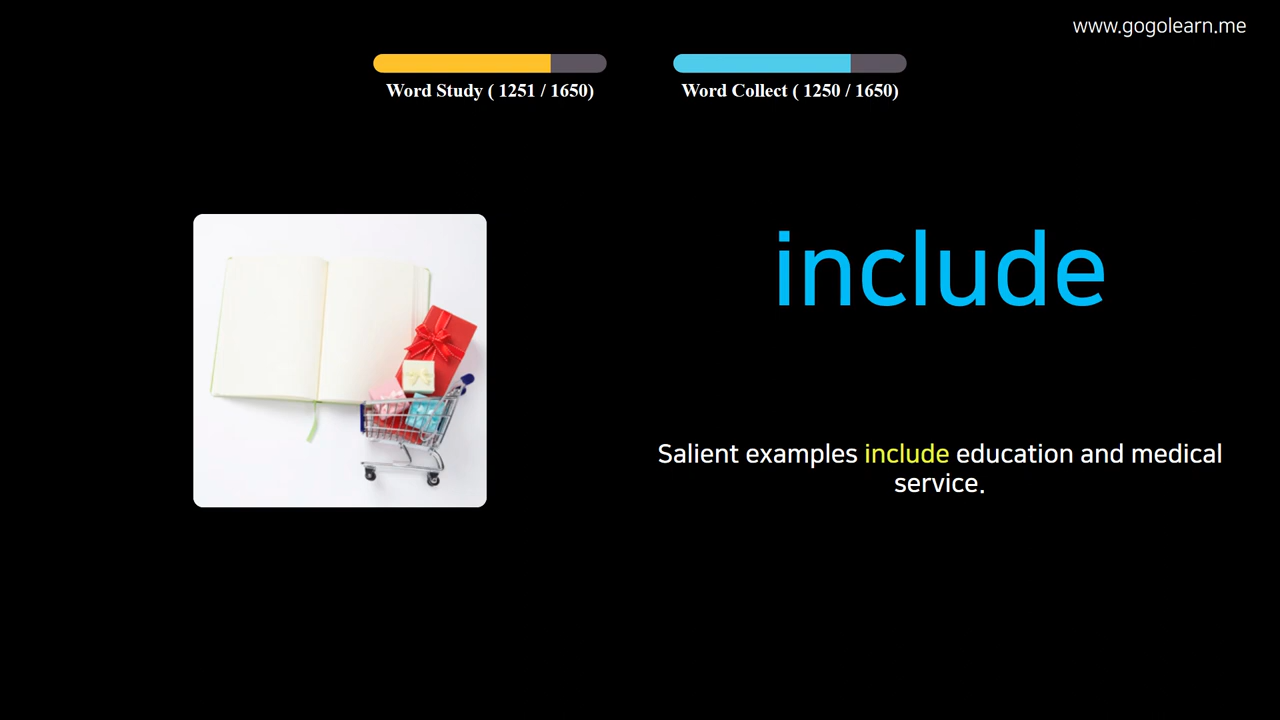 www.gogolearn.me
Word Study ( 1251 / 1650)
Word Collect ( 1250 / 1650)
include
Salient examples include education and medical
service.